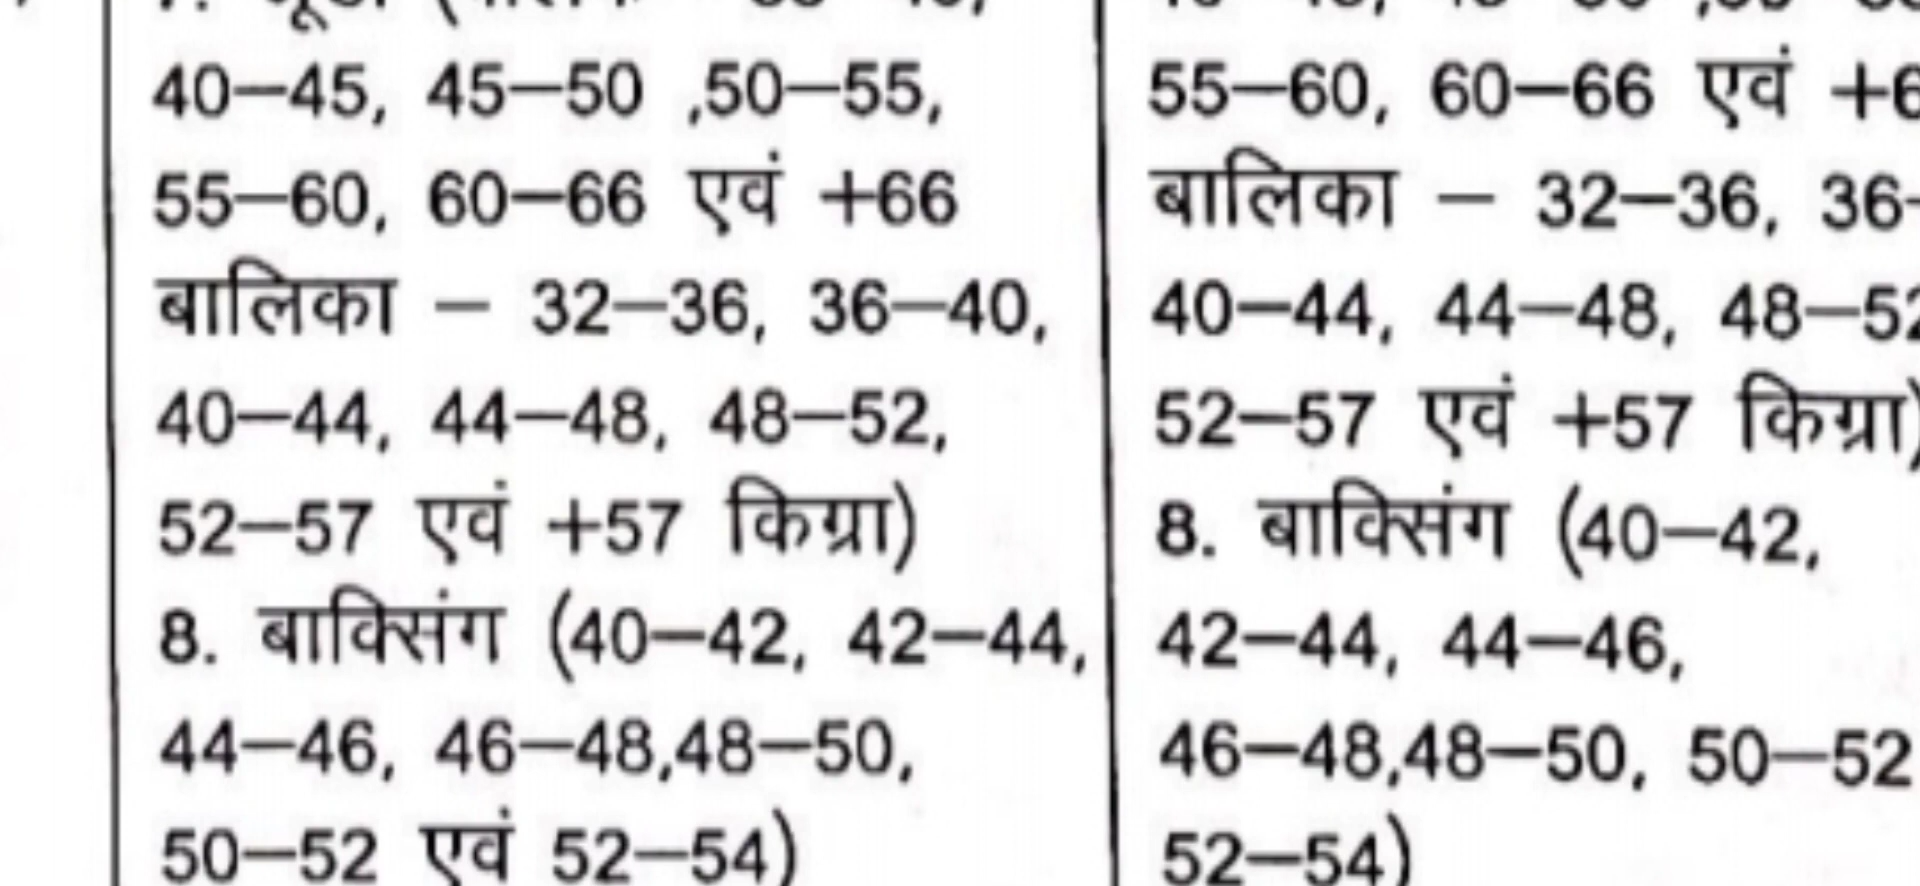 40–45, 45–50 ,50–55,
55–60, 60–66 एवं +66
बालिका – 32–36, 36–40,
40–44, 44–48, 48–52,
52–57 एवं +57 किग्रा)
8. बाक्सिंग (40–42, 42–44,
44–46, 46–48,48–50,
50–52 एवं 52–54)
55–60, 60–66 एवं
बालिका – 32–36,
40–44, 44–48,
52–57 एवं +57 किग्रा)
8. बाक्सिंग (40–42,
42–44, 44–46,
46–48,48–50, 50–52
52–54)